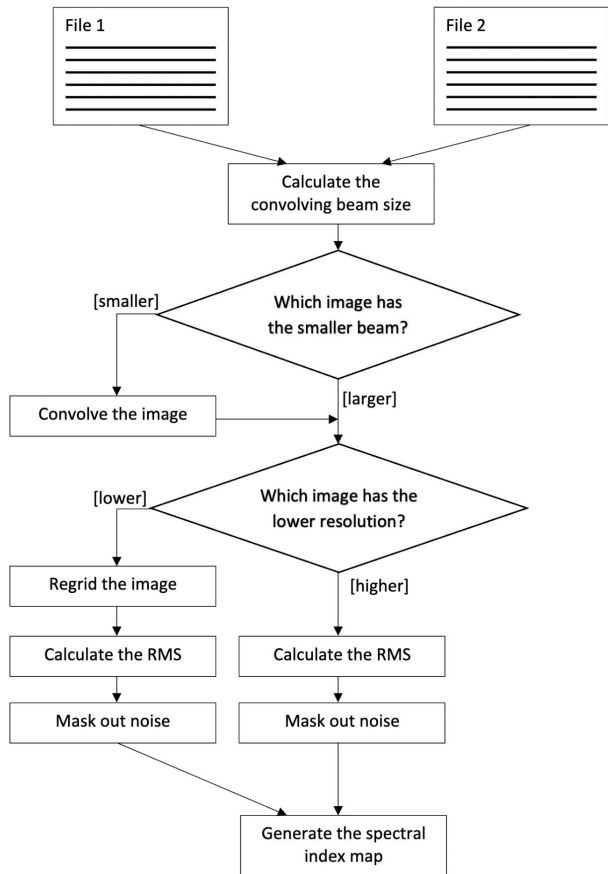 File 1
File 2
Calculate the
convolving beam size
Which image has
the smaller beam?
[smaller]
[larger]
Convolve the image
Which image has the
lower resolution?
[lower]
[higher]
Regrid the image
Calculate the RMS
Calculate the RMS
Mask out noise
Mask out noise
Generate the spectral
index map